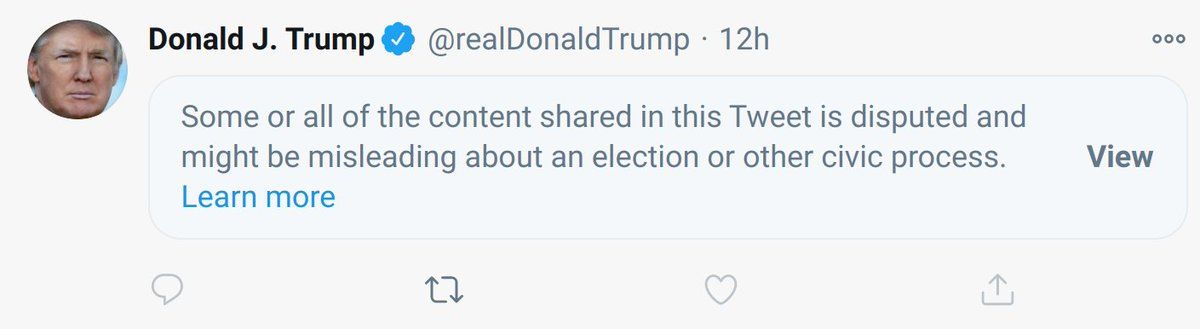 Donald J. Trump @realDonaldTrump · 12h
Some or all of the content shared in this Tweet is disputed and
might be misleading about an election or other civic process.
View
Learn more